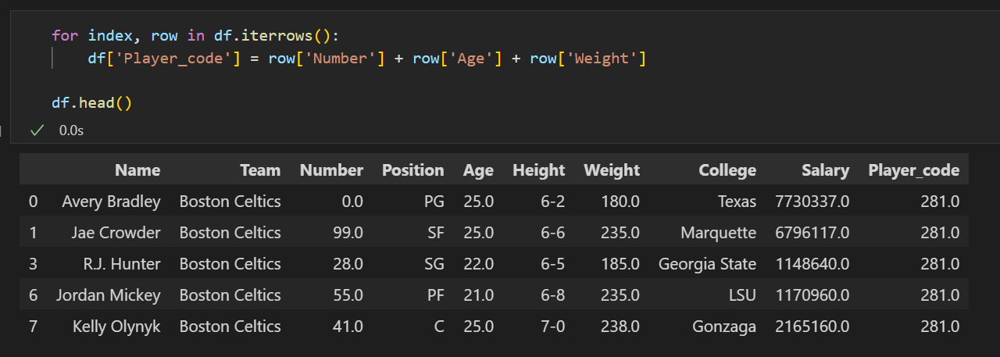 for index, row in df.iterrows():
    df['Player_code'] = row['Number'] + row['Age'] + row['Weight']
df.head()
0.0s
Name Team Number Position Age Height Weight College Salary Player_code
0 Avery Bradley Boston Celtics 0.0 PG 25.0 6-2 180.0 Texas 7730337.0 281.0
1 Jae Crowder Boston Celtics 99.0 SF 25.0 6-6 235.0 Marquette 6796117.0 281.0
3 R.J. Hunter Boston Celtics 28.0 SG 22.0 6-5 185.0 Georgia State 1148640.0 281.0
6 Jordan Mickey Boston Celtics 55.0 PF 21.0 6-8 235.0 LSU 1170960.0 281.0
7 Kelly Olynyk Boston Celtics 41.0 C 25.0 7-0 238.0 Gonzaga 2165160.0 281.0